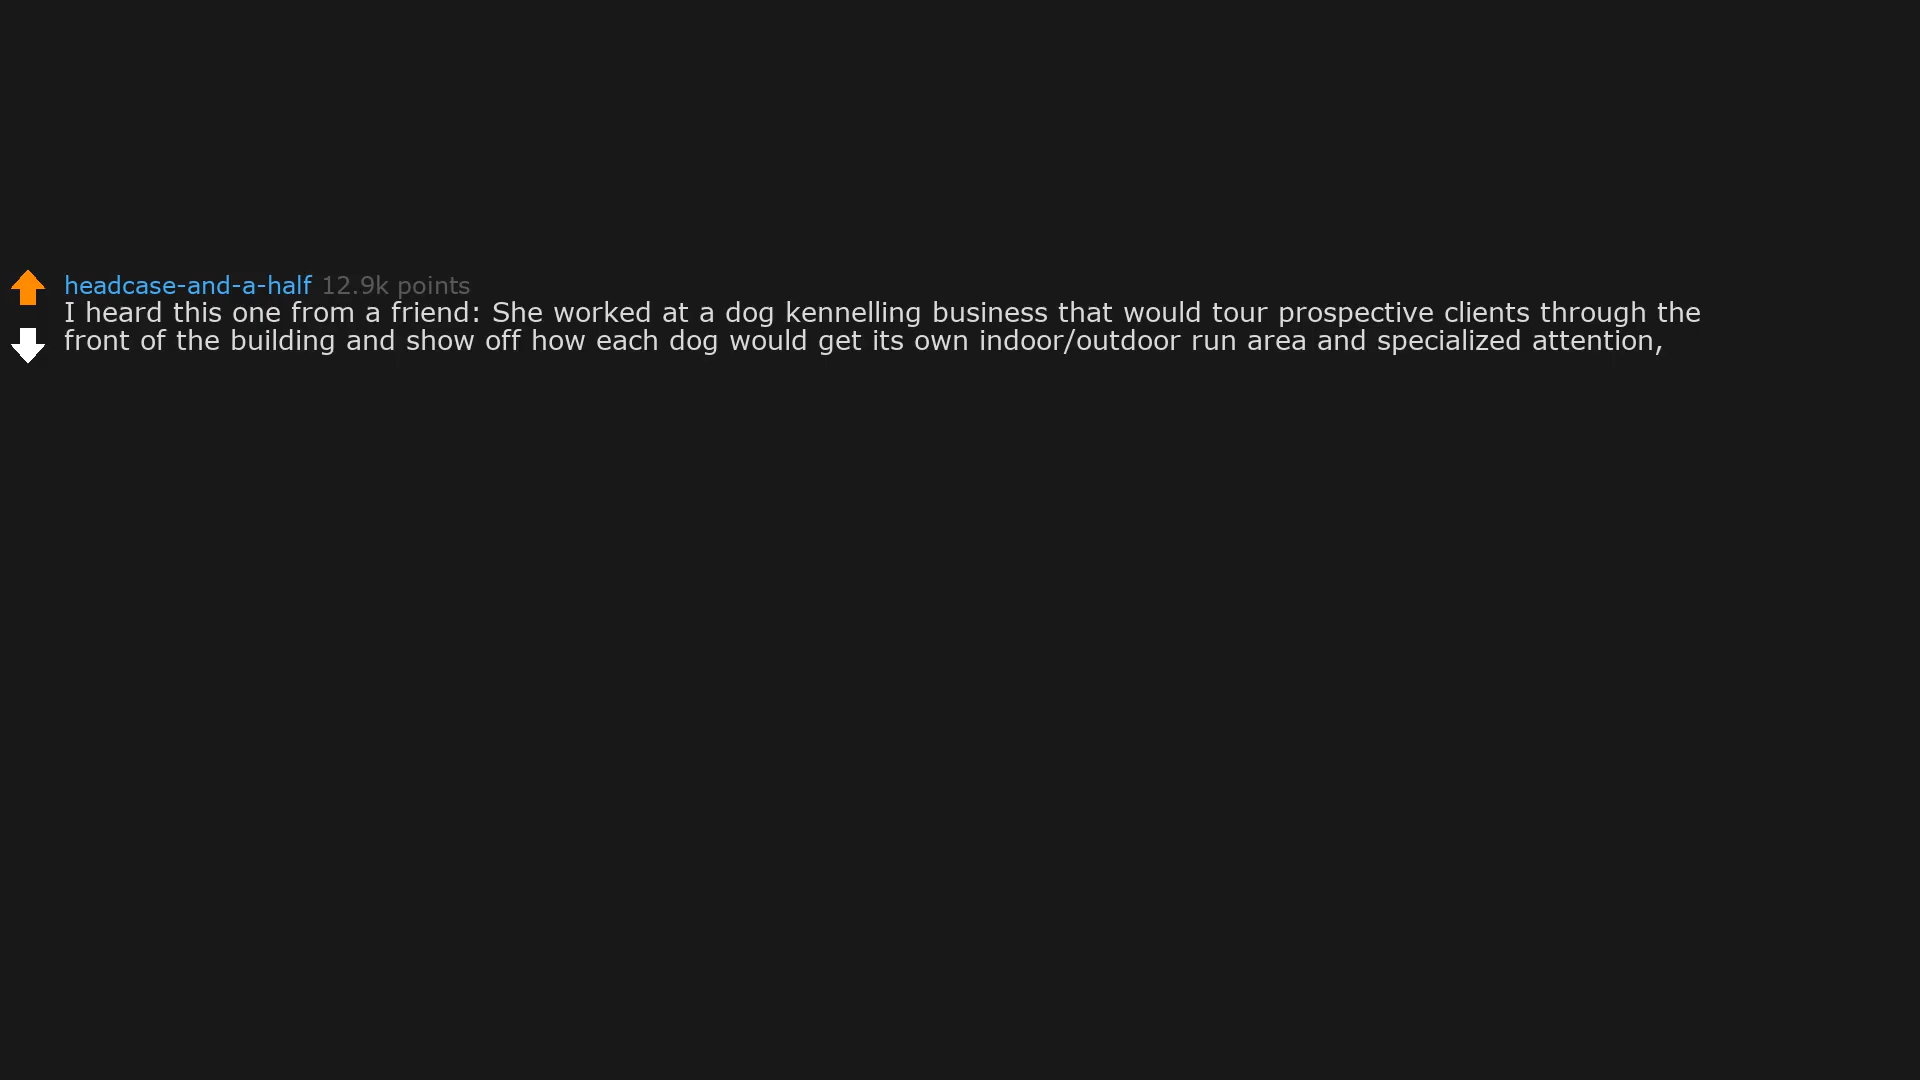 headcase-and-a-half 12.9k points
I heard this one from a friend: She worked at a dog kennelling business that would tour prospective clients through the
front of the building and show off how each dog would get its own indoor/outdoor run area and specialized attention,